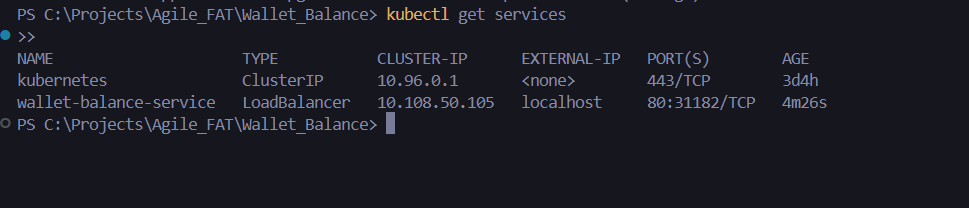 PS C:\Projects\Agile_FAT\Wallet_Balance> kubectl get services
>>
NAME TYPE CLUSTER-IP EXTERNAL-IP PORT(S) AGE
kubernetes ClusterIP 10.96.0.1 <none> 443/TCP 3d4h
wallet-balance-service LoadBalancer 10.108.50.105 localhost 80:31182/TCP 4m26s
PS C:\Projects\Agile_FAT\Wallet_Balance>